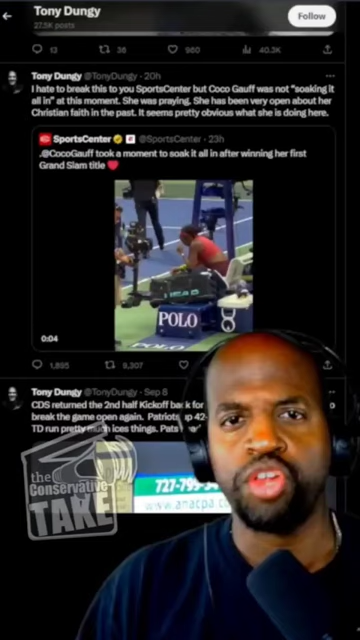 Tony Dungy
27.5K posts
Follow
13 36 960 40.3K
Tony Dungy @TonyDungy · 20h
I hate to break this to you SportsCenter but Coco Gauff was not "soaking it
all in" at this moment. She was praying. She has been very open about her
Christian faith in the past. It seems pretty obvious what she is doing here.
SportsCenter @SportsCenter · 23h
.@CocoGauff took a moment to soak it all in after winning her first
Grand Slam title ❤️
POLO
0:04
1,895 9,307
Tony Dungy @TonyDungy · Sep 8
CDS returned the 2nd half Kickoff back for
break the game open again. Patriots up 42-
TD run pretty much ices things. Pats
the
Conservative
TAKE
727-799-
www.anacpa.c